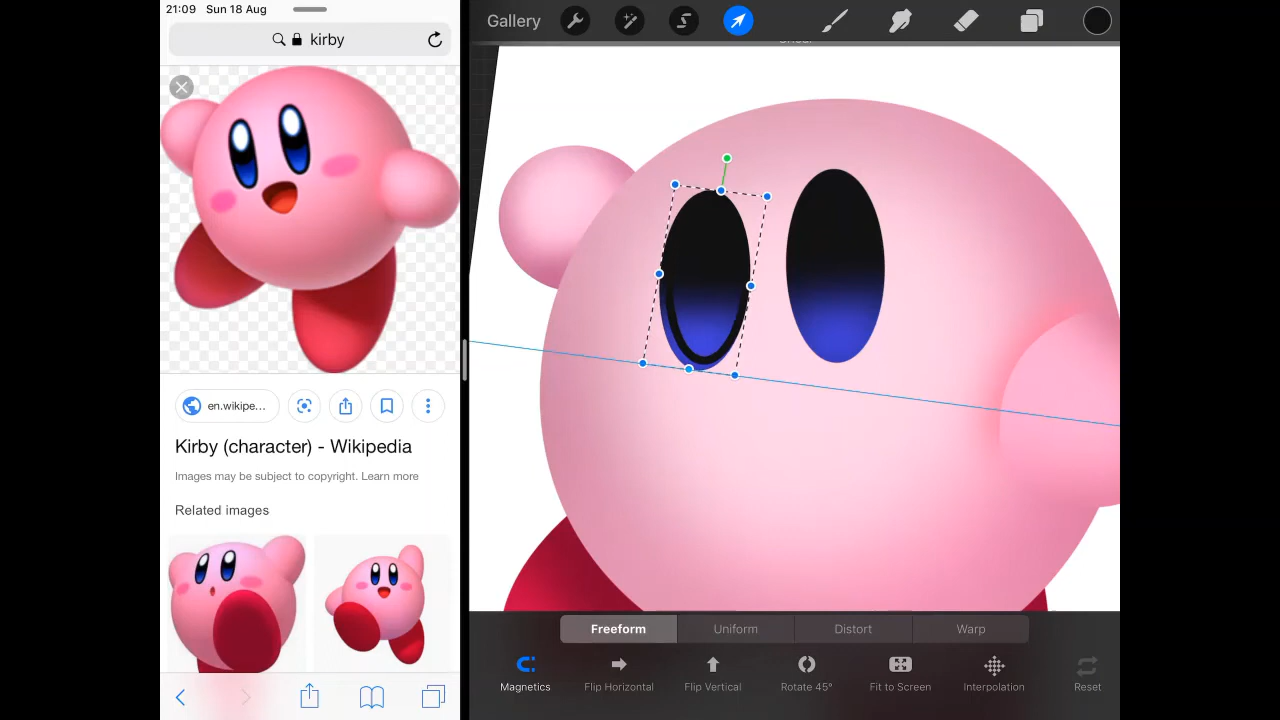 21:09 Sun 18 Aug
kirby
en.wikipe...
Kirby (character) - Wikipedia
Images may be subject to copyright. Learn more
Related images
Gallery
Freeform Uniform Distort Warp
Magnetics Flip Horizontal Flip Vertical Rotate 45° Fit to Screen Interpolation Reset